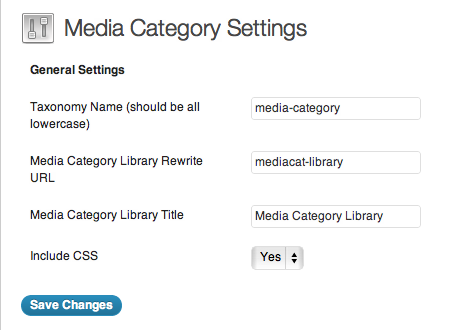 Media Category Settings
General Settings
Taxonomy Name (should be all
lowercase)
media-category
Media Category Library Rewrite
URL
mediacat-library
Media Category Library Title
Media Category Library
Include CSS
Yes
Save Changes